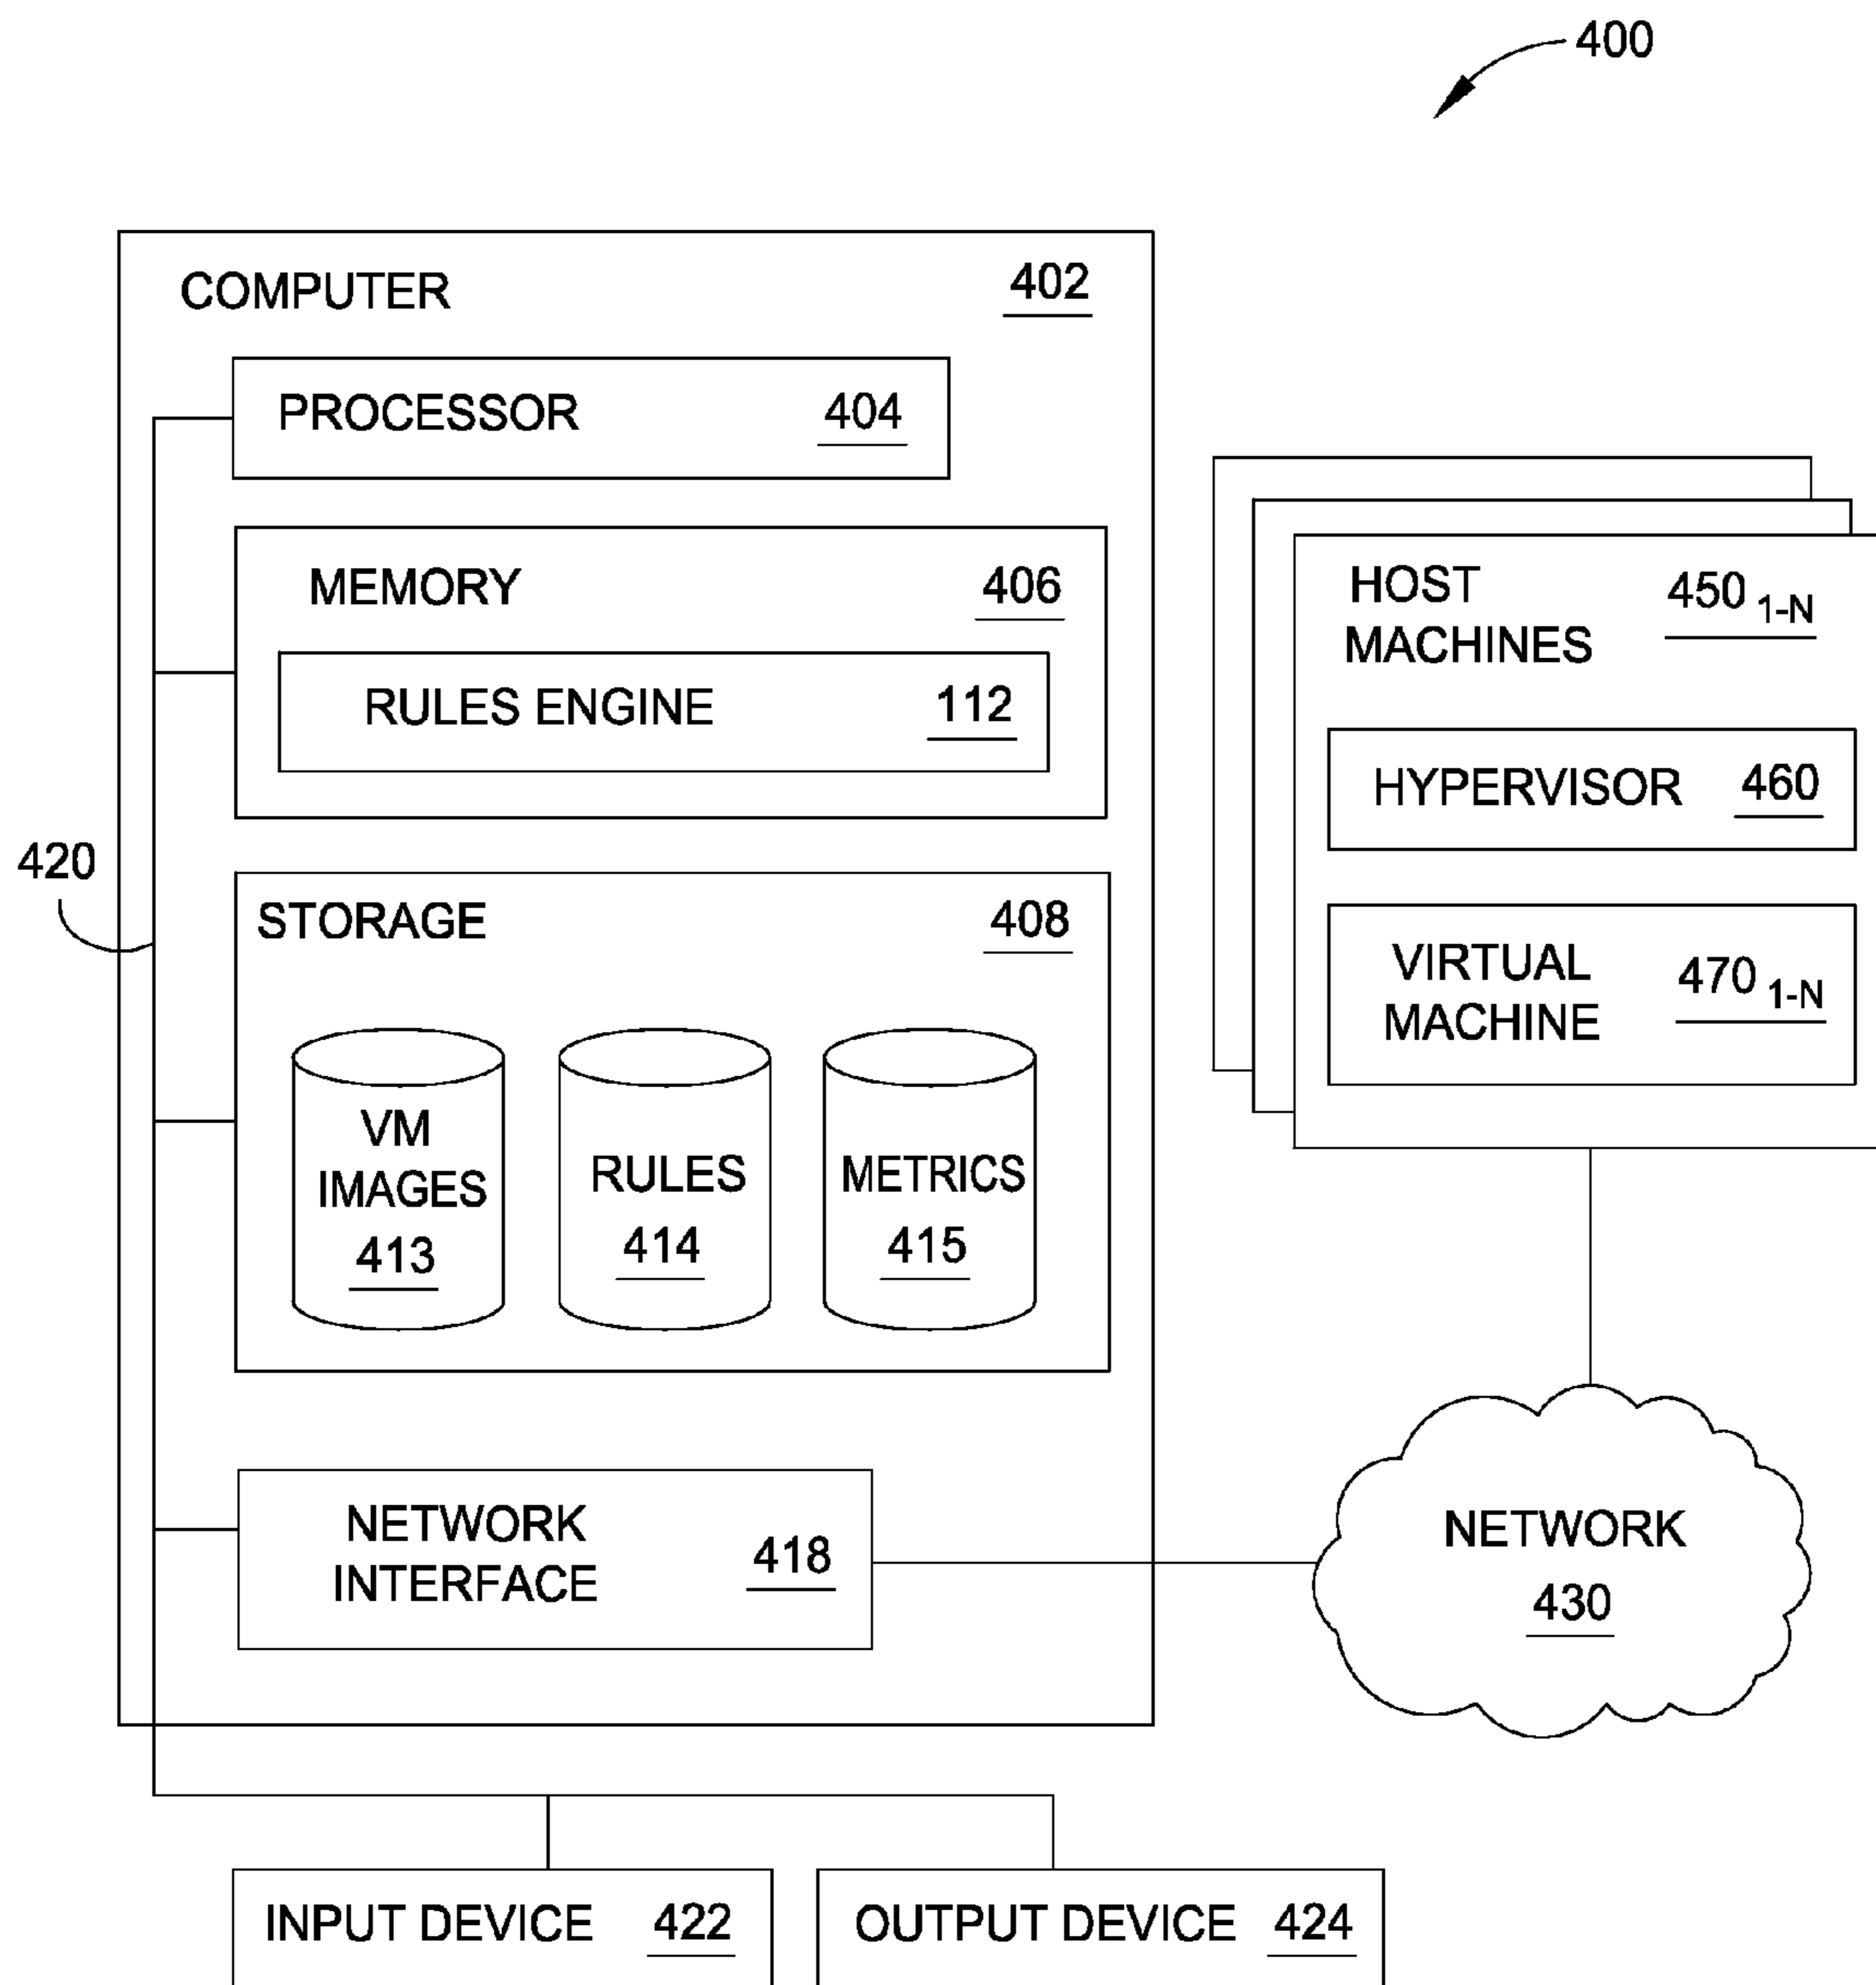 400
COMPUTER 402
PROCESSOR 404
MEMORY 406
RULES ENGINE 112
420
STORAGE 408
VM
IMAGES
413
RULES
414
METRICS
415
NETWORK
INTERFACE
418
HOST
MACHINES
450 1-N
HYPERVISOR 460
VIRTUAL
MACHINE
470 1-N
NETWORK
430
INPUT DEVICE 422
OUTPUT DEVICE 424